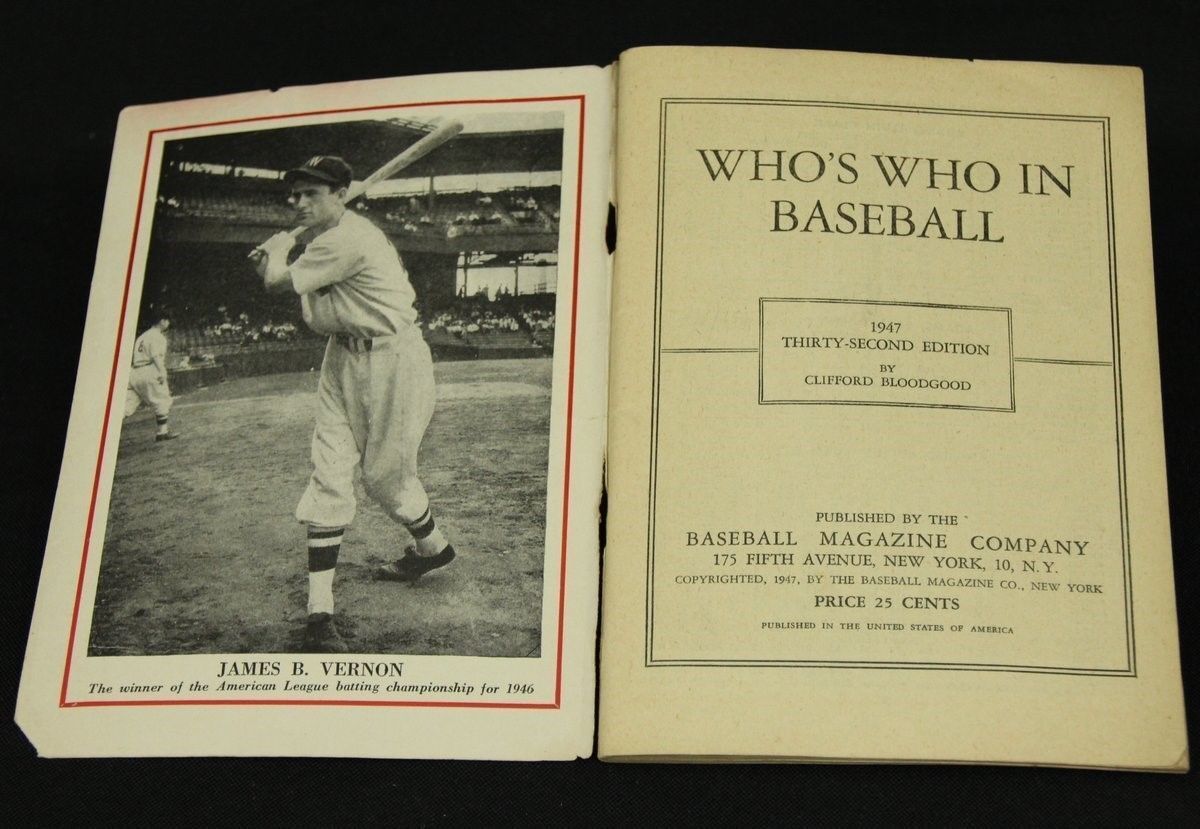 W
JAMES B. VERNON
The winner of the American League batting championship for 1946
WHO'S WHO IN
BASEBALL
1947
THIRTY-SECOND EDITION
BY
CLIFFORD BLOODGOOD
PUBLISHED BY THE
BASEBALL MAGAZINE COMPANY
175 FIFTH AVENUE, NEW YORK, 10, N. Y.
COPYRIGHTED, 1947, BY THE BASEBALL MAGAZINE CO., NEW YORK
PRICE 25 CENTS
PUBLISHED IN THE UNITED STATES OF AMERICA